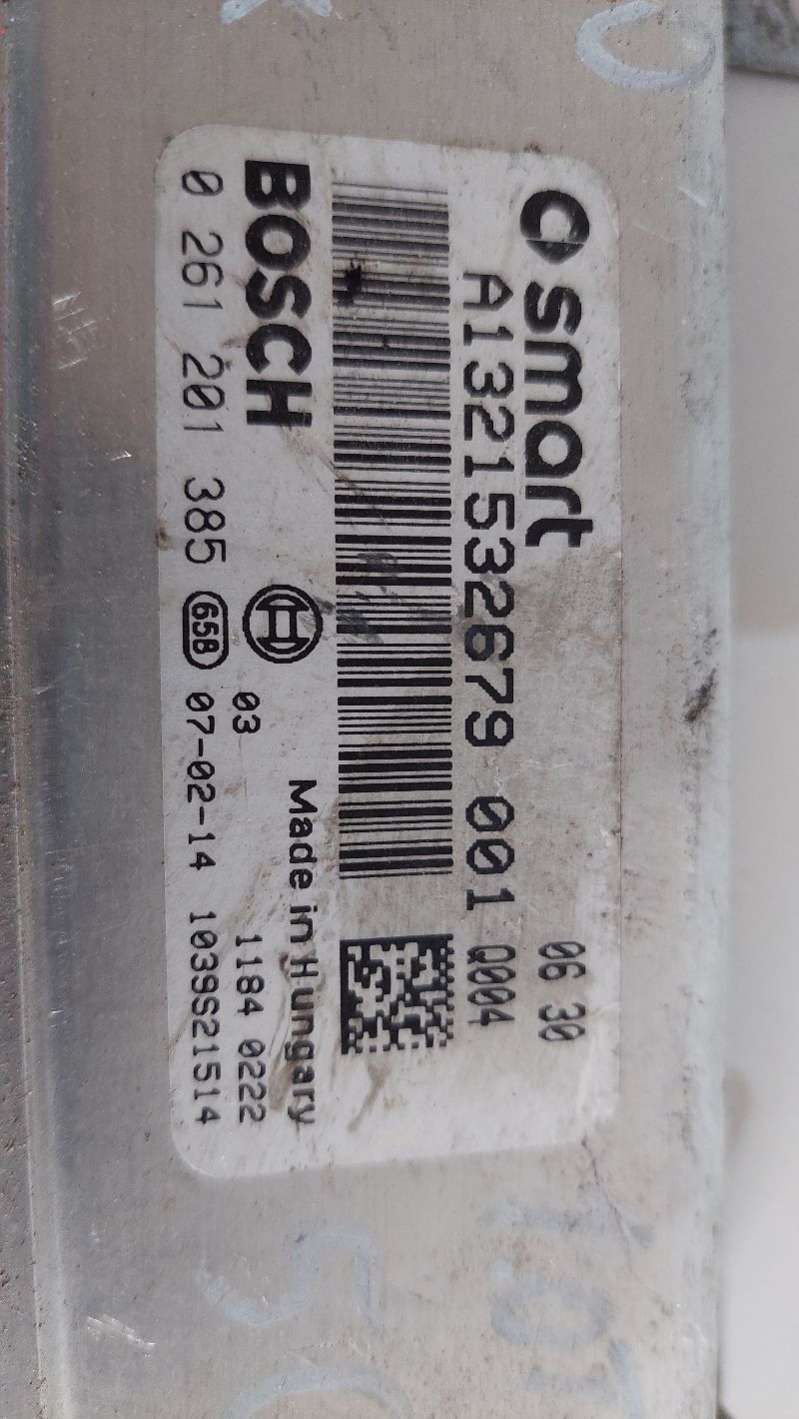 smart
06 30
A1321532679 001 Q004
BOSCH
03
Made in Hungary
1184 0222
0 261 201 385 65B 07-02-14 1039S21514